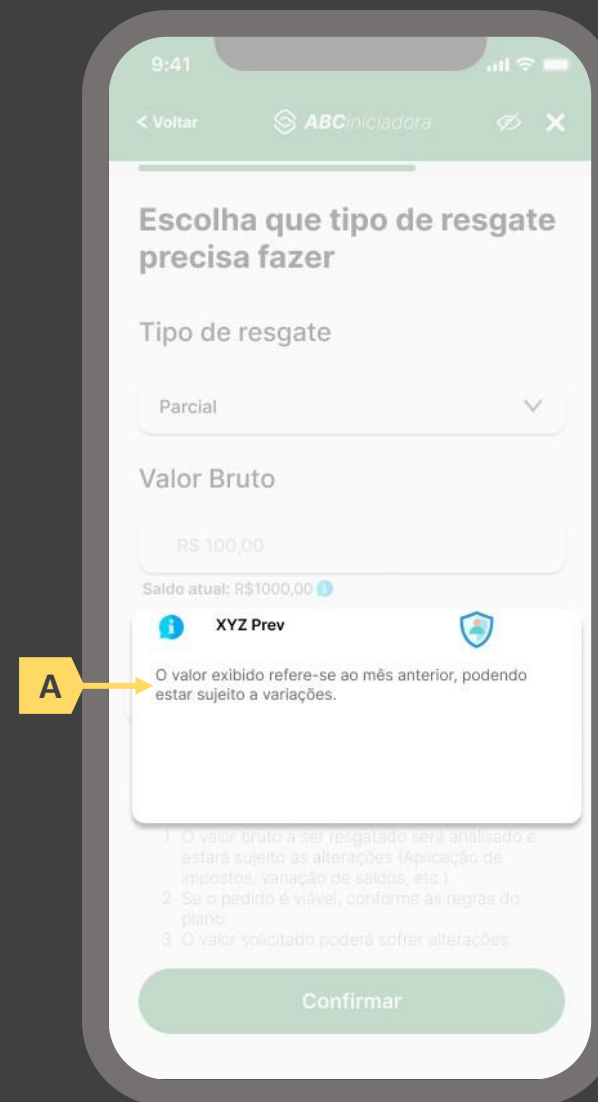 9:41
< Voltar
ABCiniciadora
Escolha que tipo de resgate
precisa fazer
Tipo de resgate
Parcial
Valor Bruto
R$ 100,00
Saldo atual: R$1000,00
XYZ Prev
A
O valor exibido refere-se ao mês anterior, podendo
estar sujeito a variações.
1 O valor bruto a ser resgatado será analisado e
estará sujeito as alterações (Aplicação de
impostos, variação de saldos, etc.)
2 Se o pedido é viável, conforme as regras do
plano.
3 O valor solicitado poderá sofrer alterações.
Confirmar